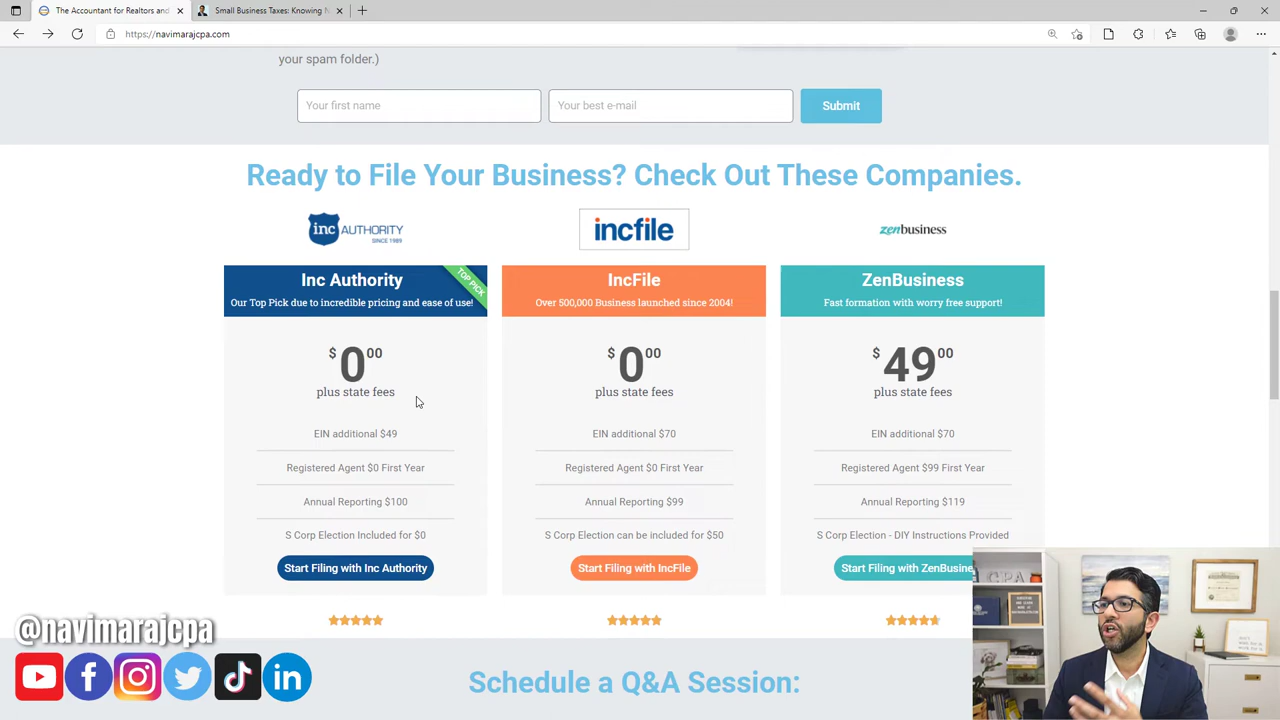 The Accountant for Realtors and
Small Business Taxes: Knowing
https://navimarajcpa.com
your spam folder.)
Your first name
Your best e-mail
Submit
Ready to File Your Business? Check Out These Companies.
inc AUTHORITY
SINCE 1989
incfile
zenbusiness
Inc Authority
TOP PICK
Our Top Pick due to incredible pricing and ease of use!
IncFile
Over 500,000 Business launched since 2004!
ZenBusiness
Fast formation with worry free support!
$0 00
plus state fees
$0 00
plus state fees
$49 00
plus state fees
EIN additional $49
EIN additional $70
EIN additional $70
Registered Agent $0 First Year
Registered Agent $0 First Year
Registered Agent $99 First Year
Annual Reporting $100
Annual Reporting $99
Annual Reporting $119
S Corp Election Included for $0
S Corp Election can be included for $50
S Corp Election - DIY Instructions Provided
Start Filing with Inc Authority
Start Filing with IncFile
Start Filing with ZenBusine
CPA
@navimarajcpa
Schedule a Q&A Session: